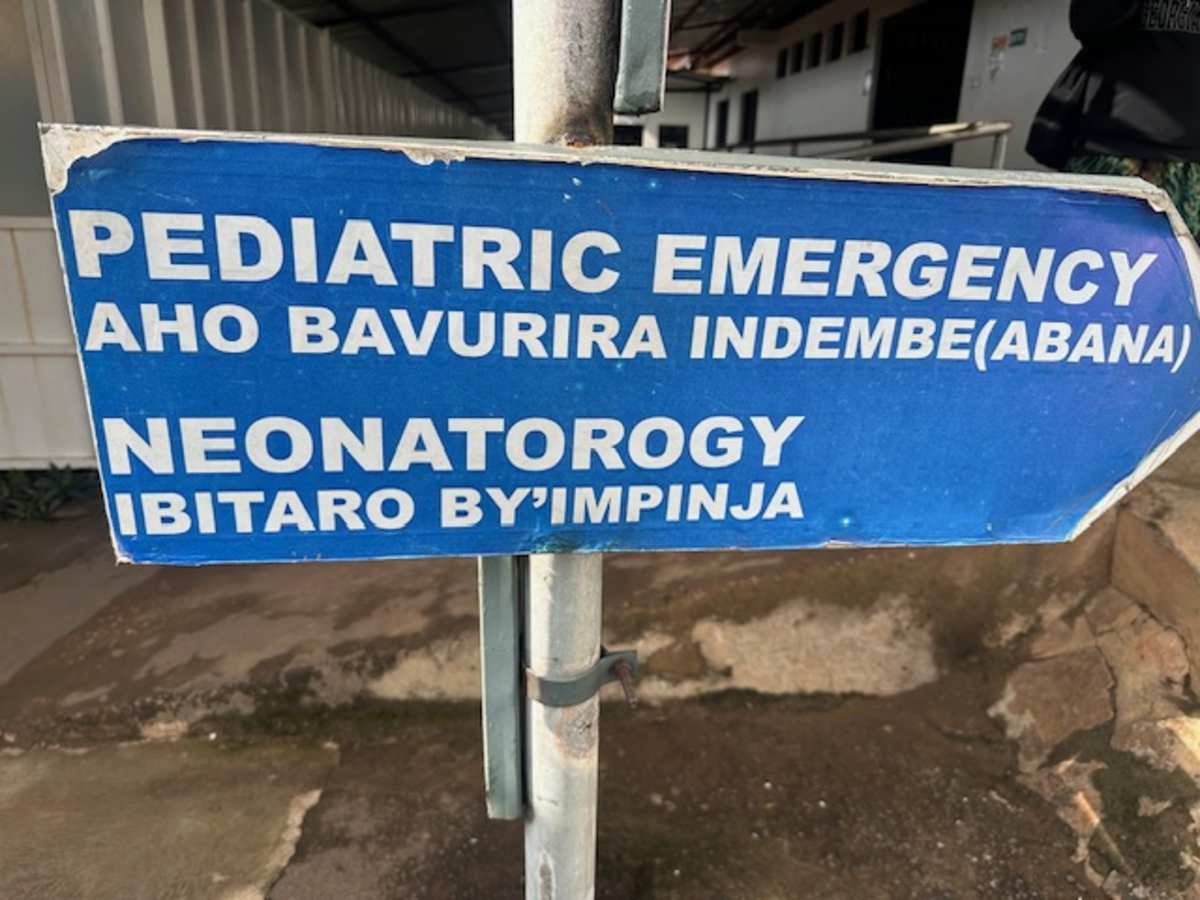 PEDIATRIC EMERGENCY
AHO BAVURIRA INDEMBE(ABANA)
NEONATOROGY
IBITARO BY'IMPINJA